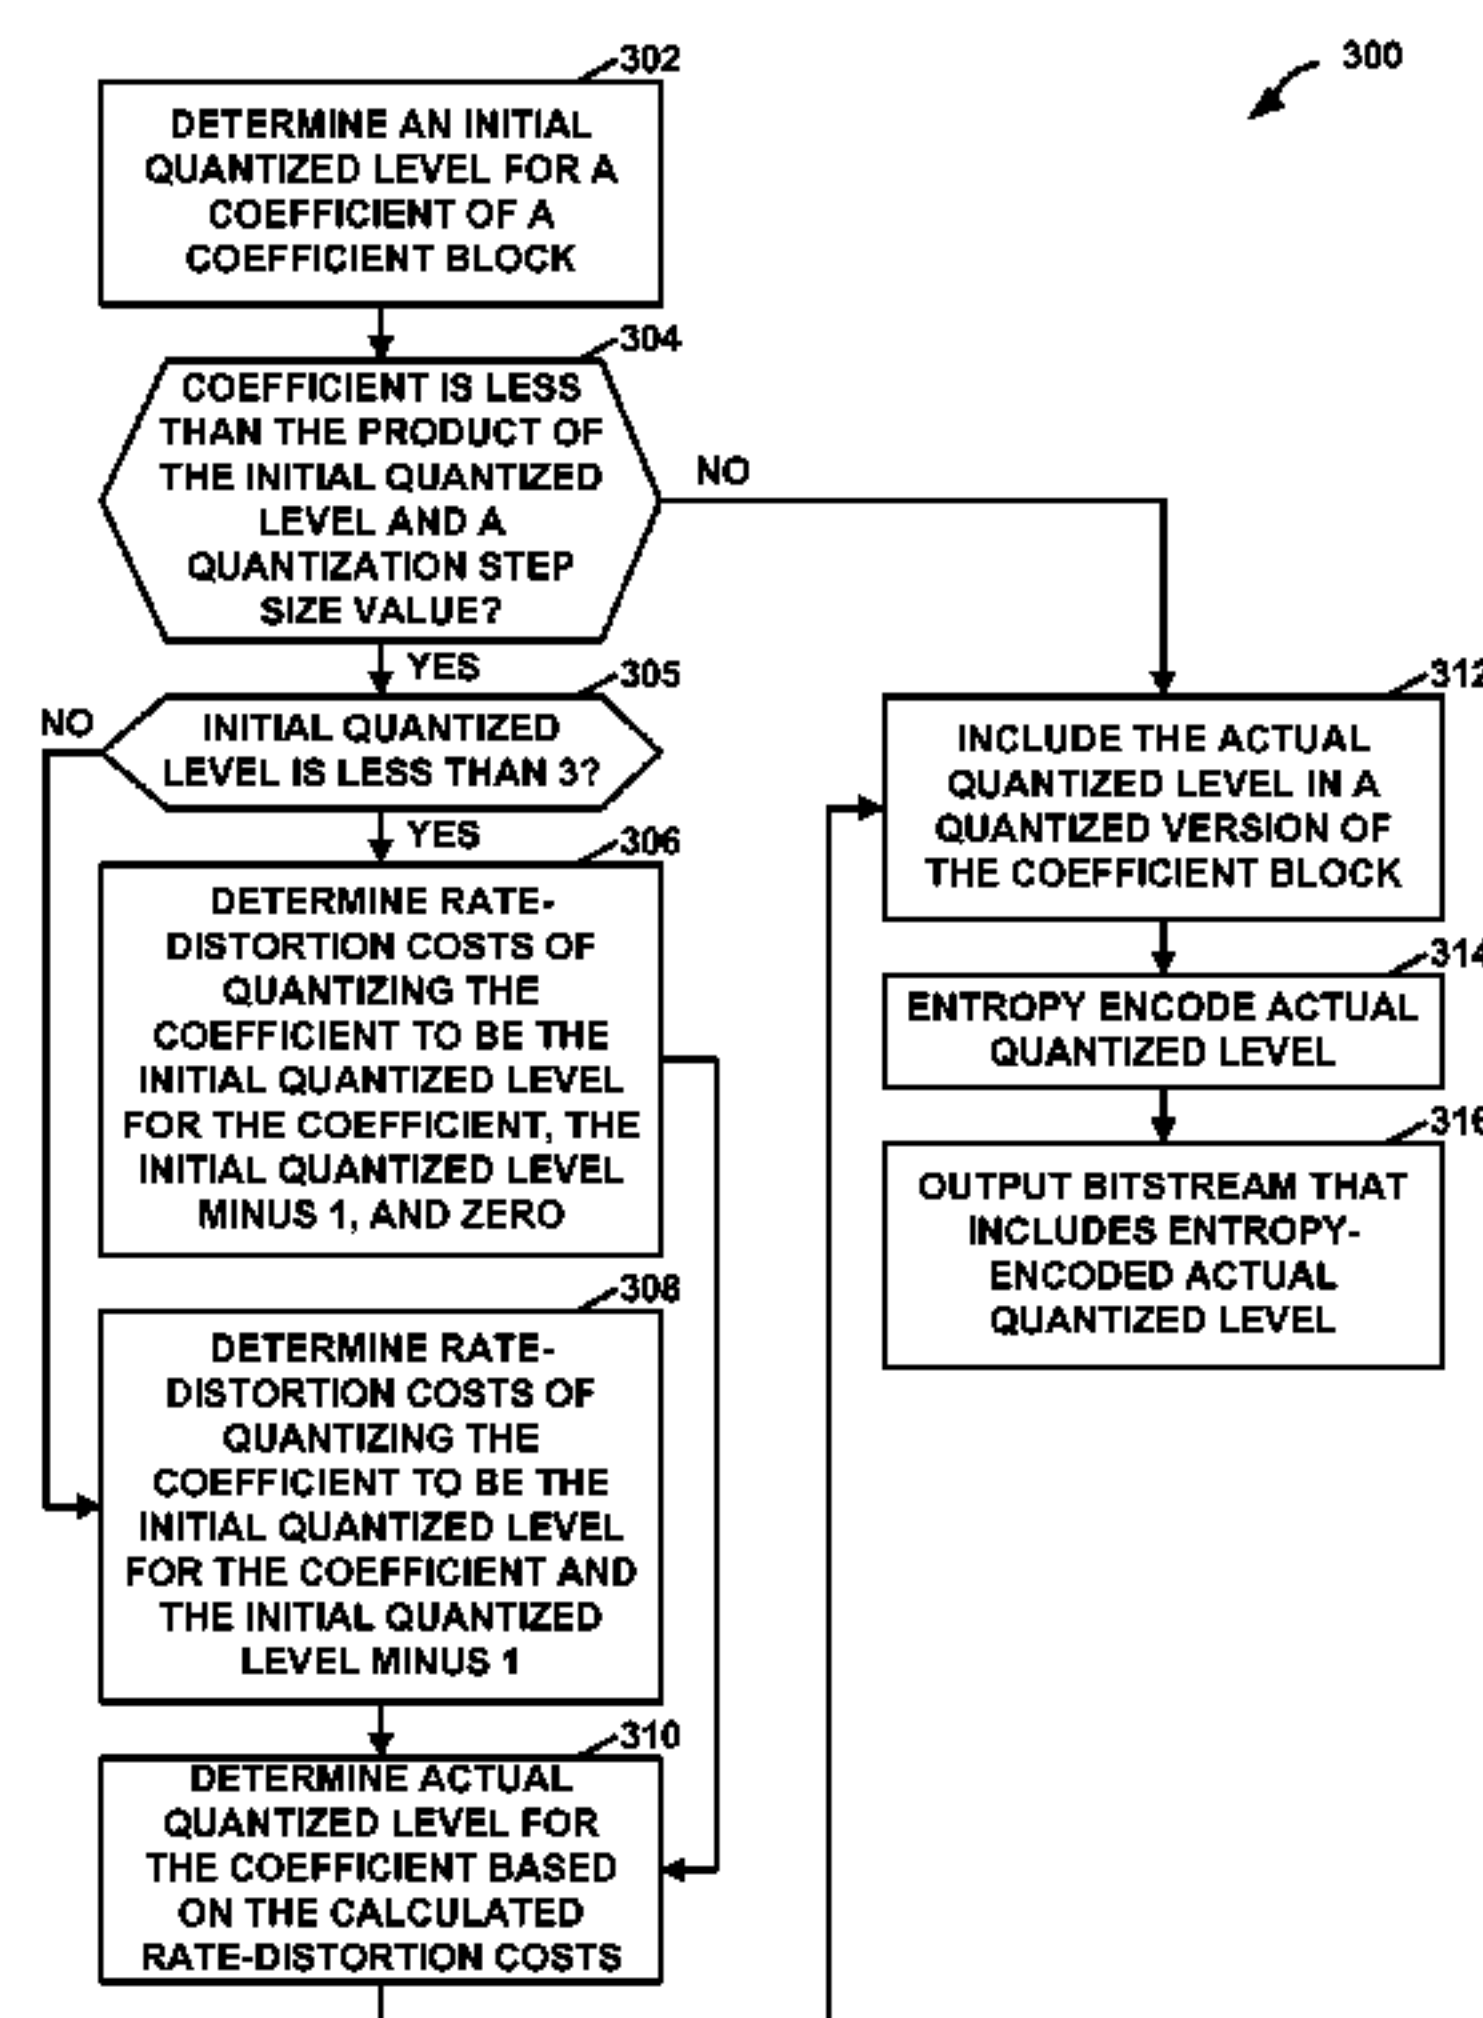 300
302
DETERMINE AN INITIAL
QUANTIZED LEVEL FOR A
COEFFICIENT OF A
COEFFICIENT BLOCK
304
COEFFICIENT IS LESS
THAN THE PRODUCT OF
THE INITIAL QUANTIZED
LEVEL AND A
QUANTIZATION STEP
SIZE VALUE?
NO
YES
305
INITIAL QUANTIZED
LEVEL IS LESS THAN 3?
NO
YES
306
DETERMINE RATE-
DISTORTION COSTS OF
QUANTIZING THE
COEFFICIENT TO BE THE
INITIAL QUANTIZED LEVEL
FOR THE COEFFICIENT, THE
INITIAL QUANTIZED LEVEL
MINUS 1, AND ZERO
308
DETERMINE RATE-
DISTORTION COSTS OF
QUANTIZING THE
COEFFICIENT TO BE THE
INITIAL QUANTIZED LEVEL
FOR THE COEFFICIENT AND
THE INITIAL QUANTIZED
LEVEL MINUS 1
310
DETERMINE ACTUAL
QUANTIZED LEVEL FOR
THE COEFFICIENT BASED
ON THE CALCULATED
RATE-DISTORTION COSTS
312
INCLUDE THE ACTUAL
QUANTIZED LEVEL IN A
QUANTIZED VERSION OF
THE COEFFICIENT BLOCK
314
ENTROPY ENCODE ACTUAL
QUANTIZED LEVEL
316
OUTPUT BITSTREAM THAT
INCLUDES ENTROPY-
ENCODED ACTUAL
QUANTIZED LEVEL